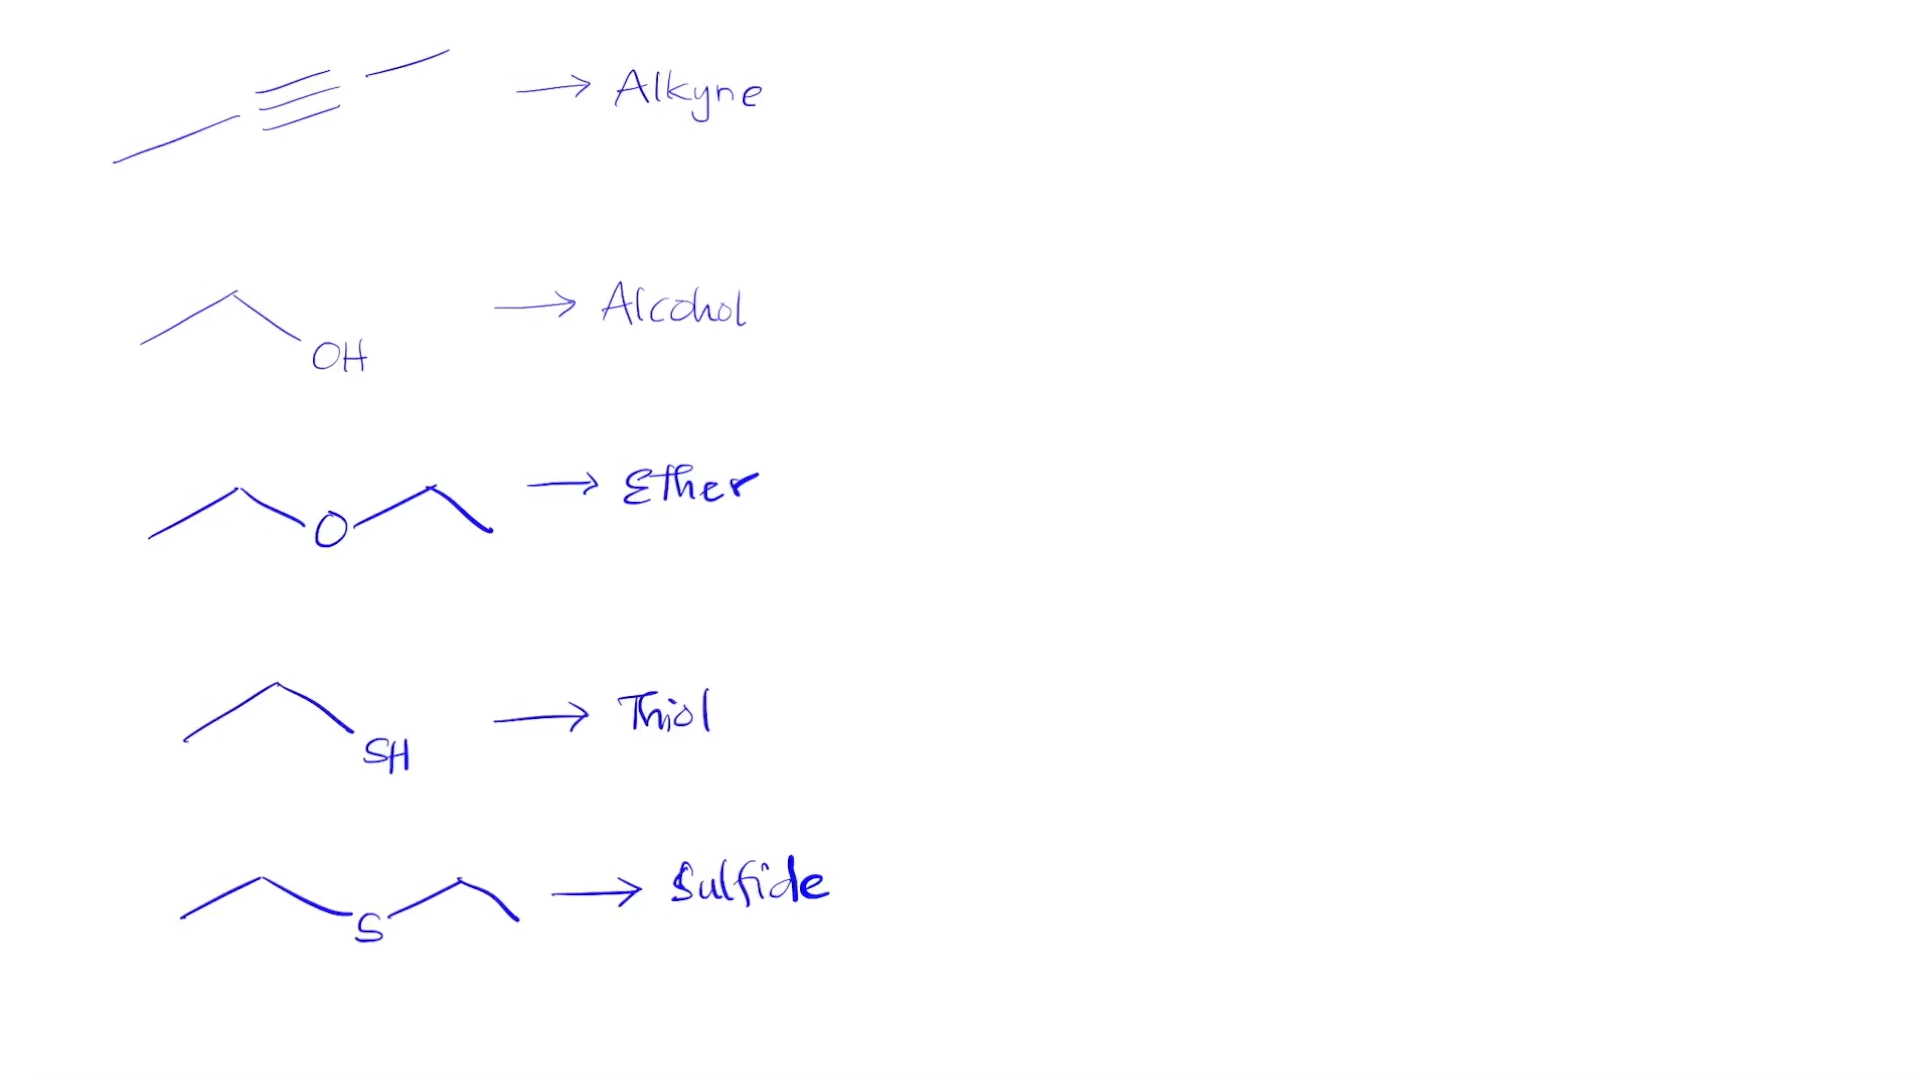 → Alkyne
OH → Alcohol
O → Ether
SH → Thiol
S → Sulfide